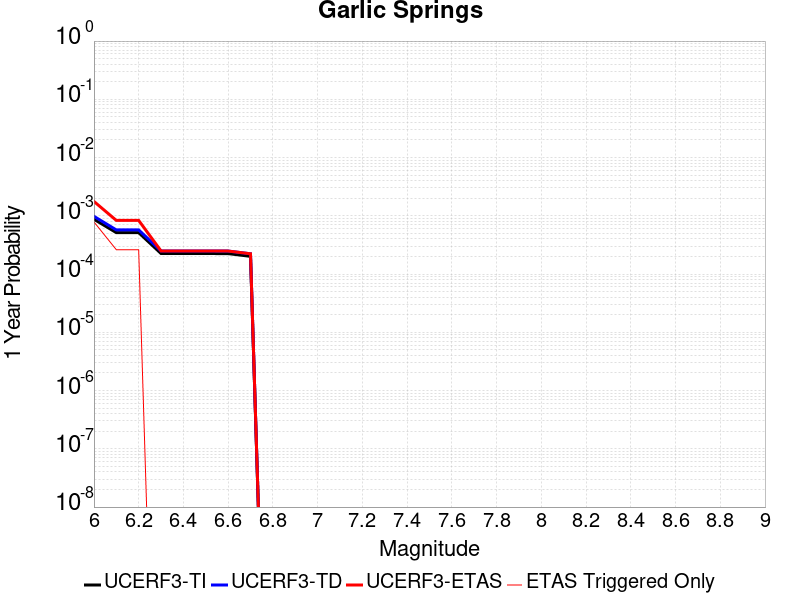 Garlic Springs
10^0
10^-1
10^-2
10^-3
10^-4
10^-5
10^-6
10^-7
10^-8
1 Year Probability
6 6.2 6.4 6.6 6.8 7 7.2 7.4 7.6 7.8 8 8.2 8.4 8.6 8.8 9
Magnitude
UCERF3-TI UCERF3-TD UCERF3-ETAS ETAS Triggered Only